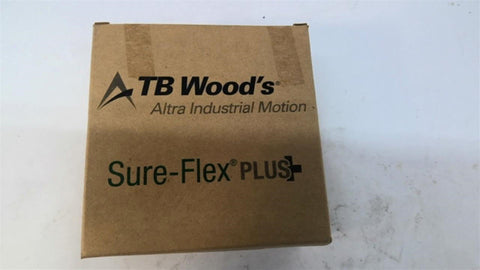 TB Wood's®
Altra Industrial Motion
Sure-Flex® PLUS+